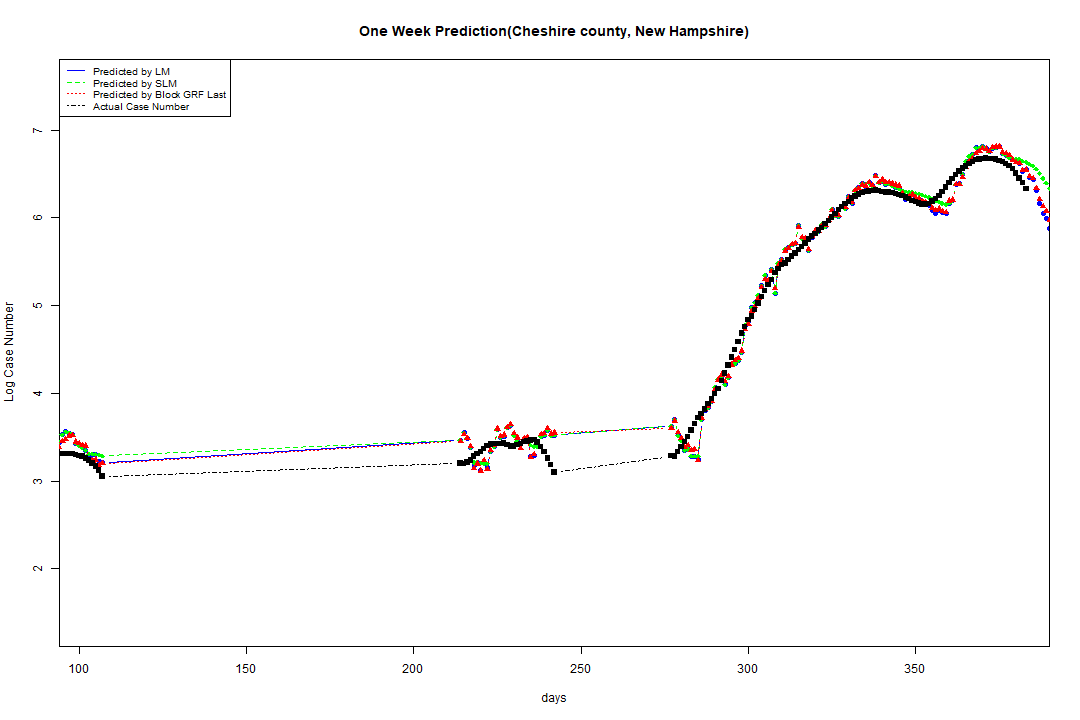 One Week Prediction(Cheshire county, New Hampshire)
Predicted by LM
Predicted by SLM
Predicted by Block GRF Last
Actual Case Number
7
6
5
4
3
2
Log Case Number
100 150 200 250 300 350
days